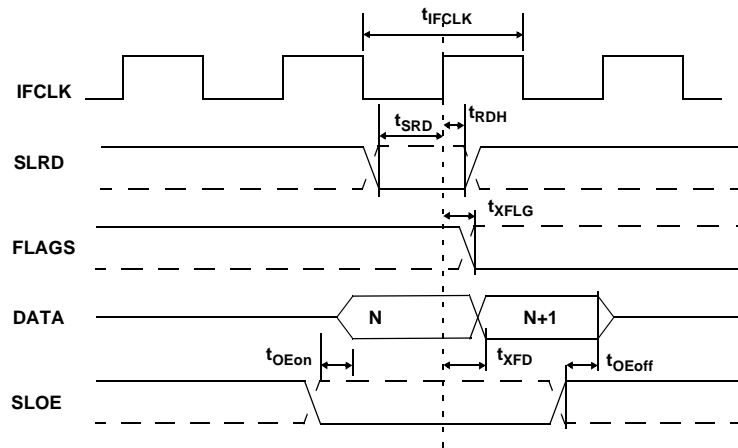 tIFCLK
IFCLK
tSRD
tRDH
SLRD
tXFLG
FLAGS
DATA
N
N+1
tOEon
tXFD
tOEoff
SLOE